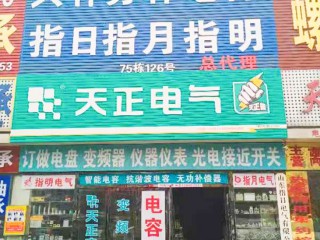 指日指月指明
75栋126号
总代理
天正电气
订做电盘 变频器 仪器仪表 光电接近开关
智能电容 抗谐波电容 无功补偿器
指明电气
指月电气
天正
变频
电容
53